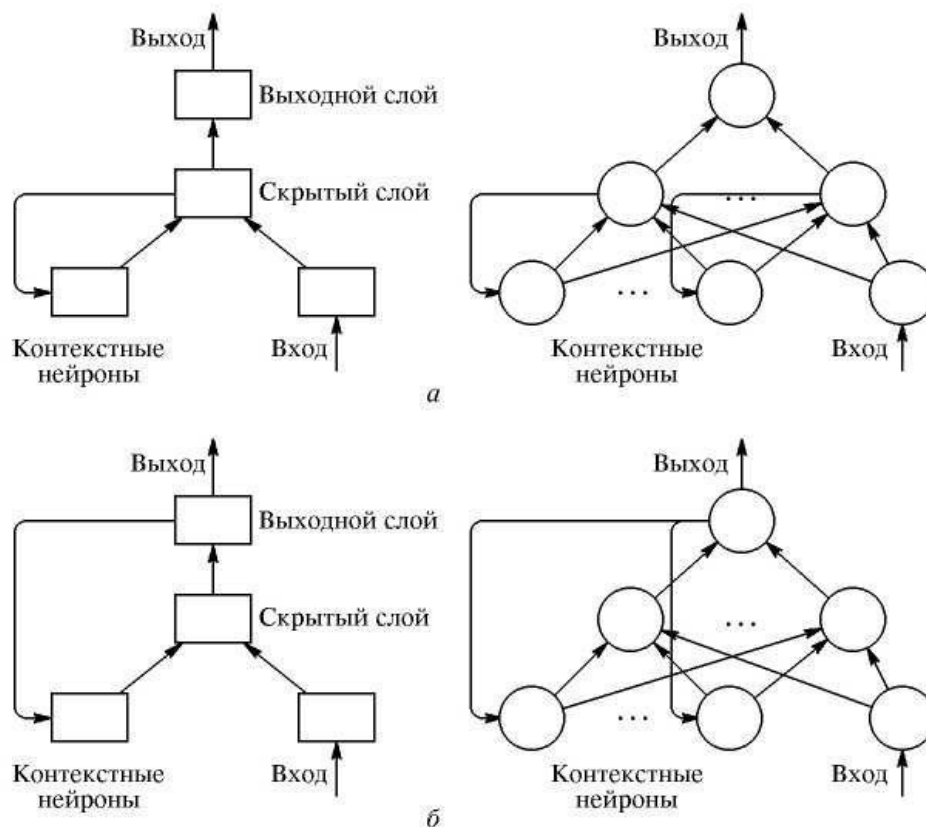 Выход
Выходной слой
Скрытый слой
Контекстные
нейроны
Вход
Выход
. . .
. . .
Контекстные
нейроны
Вход
а
Выход
Выходной слой
Скрытый слой
Контекстные
нейроны
Вход
Выход
. . .
. . .
Контекстные
нейроны
Вход
б